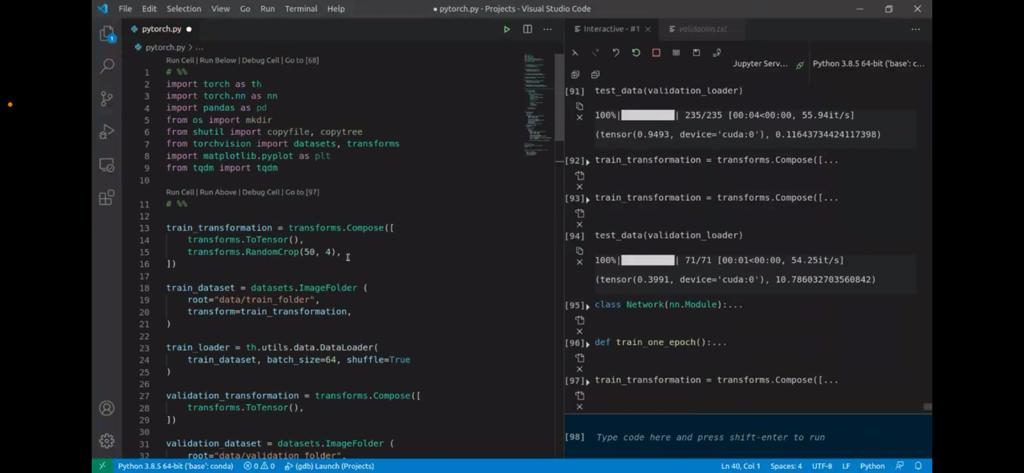 File Edit Selection View Go Run Terminal Help
● pytorch.py - Projects - Visual Studio Code
pytorch.py ●
pytorch.py > ...
Run Cell | Run Below | Debug Cell | Go to [68]
1 # %%
2 import torch as th
3 import torch.nn as nn
4 import pandas as pd
5 from os import mkdir
6 from shutil import copyfile, copytree
7 from torchvision import datasets, transforms
8 import matplotlib.pyplot as plt
9 from tqdm import tqdm
10
Run Cell | Run Above | Debug Cell | Go to [97]
11 # %%
12
13 train_transformation = transforms.Compose([
14 transforms.ToTensor(),
15 transforms.RandomCrop(50, 4),
16 ])
17
18 train_dataset = datasets.ImageFolder (
19 root="data/train_folder",
20 transform=train_transformation,
21 )
22
23 train_loader = th.utils.data.DataLoader(
24 train_dataset, batch_size=64, shuffle=True
25 )
26
27 validation_transformation = transforms.Compose([
28 transforms.ToTensor(),
29 ])
30
31 validation_dataset = datasets.ImageFolder (
32 root="data/validation_folder",
Interactive - #1 ×
validation.txt
Jupyter Serv...
Python 3.8.5 64-bit ('base': c...
[91] test_data(validation_loader)
100%| | 235/235 [00:04<00:00, 55.94it/s]
(tensor(0.9493, device='cuda:0'), 0.11643734424117398)
[92] train_transformation = transforms.Compose([...
[93] train_transformation = transforms.Compose([...
[94] test_data(validation_loader)
100%| | 71/71 [00:01<00:00, 54.25it/s]
(tensor(0.3991, device='cuda:0'), 10.786032703560842)
[95] class Network(nn.Module):...
[96] def train_one_epoch():...
[97] train_transformation = transforms.Compose([...
[98] Type code here and press shift-enter to run
Python 3.8.5 64-bit ('base': conda) 0 0 (gdb) Launch (Projects)
Ln 40, Col 1 Spaces: 4 UTF-8 LF Python